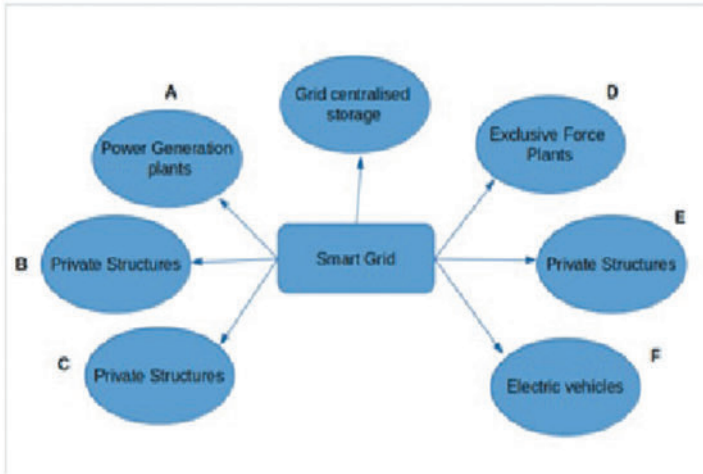 A
Power Generation
plants
Grid centralised
storage
D
Exclusive Force
Plants
B
Private Structures
Smart Grid
E
Private Structures
C
Private Structures
F
Electric vehicles